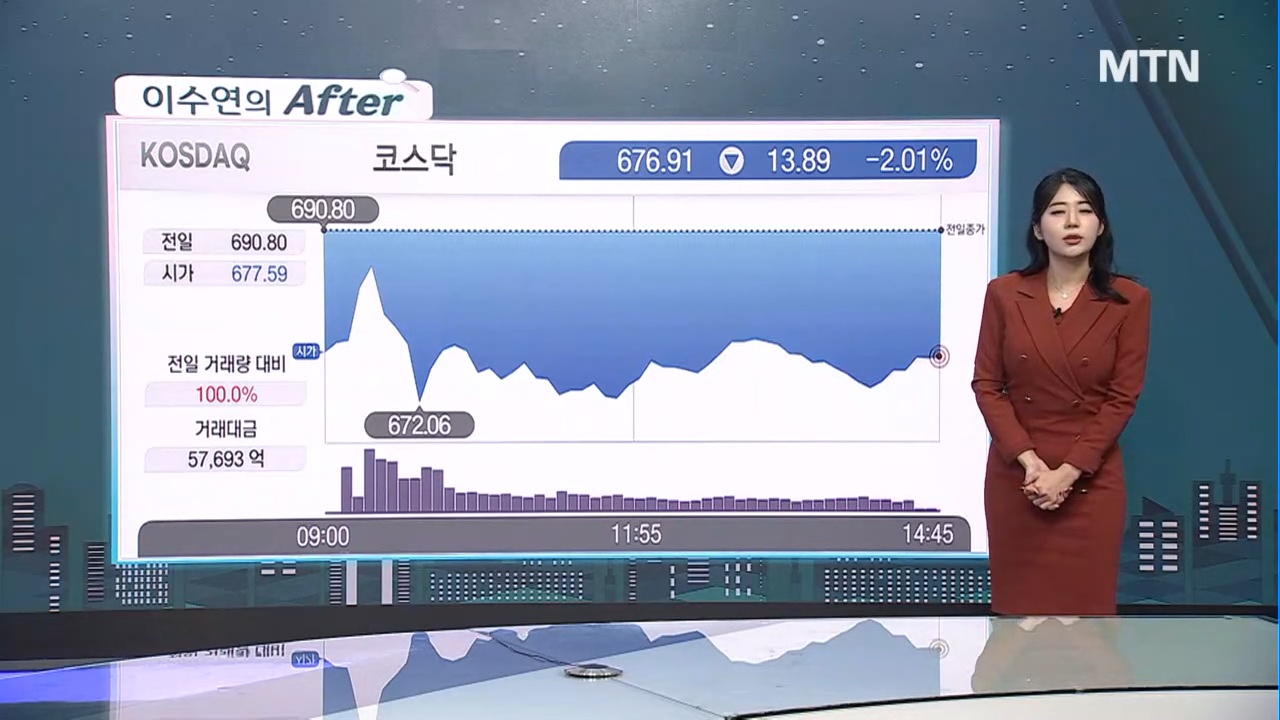 MTN
이수연의 After
KOSDAQ 코스닥 676.91 ▼ 13.89 -2.01%
690.80
전일 690.80
전일종가
시가 677.59
시가
전일 거래량 대비
100.0%
672.06
거래대금
57,693 억
09:00 11:55 14:45